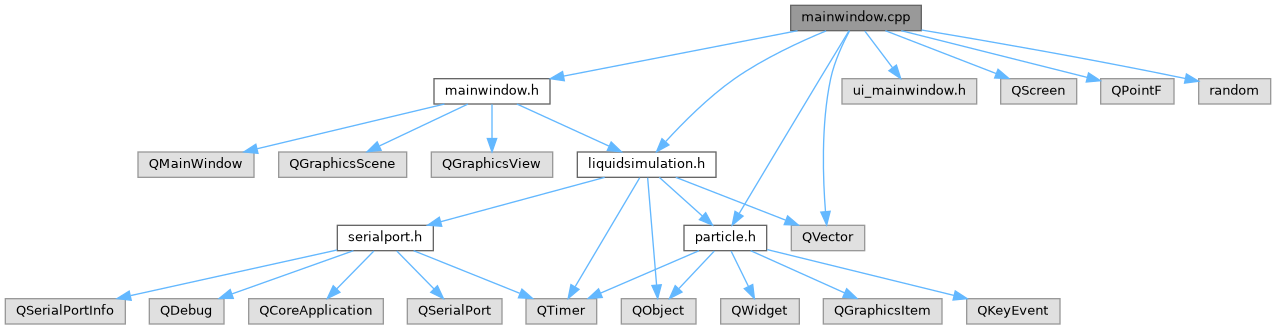 mainwindow.cpp
mainwindow.h
ui_mainwindow.h
QScreen
QPointF
random
QMainWindow
QGraphicsScene
QGraphicsView
liquidsimulation.h
serialport.h
particle.h
QVector
QSerialPortInfo
QDebug
QCoreApplication
QSerialPort
QTimer
QObject
QWidget
QGraphicsItem
QKeyEvent